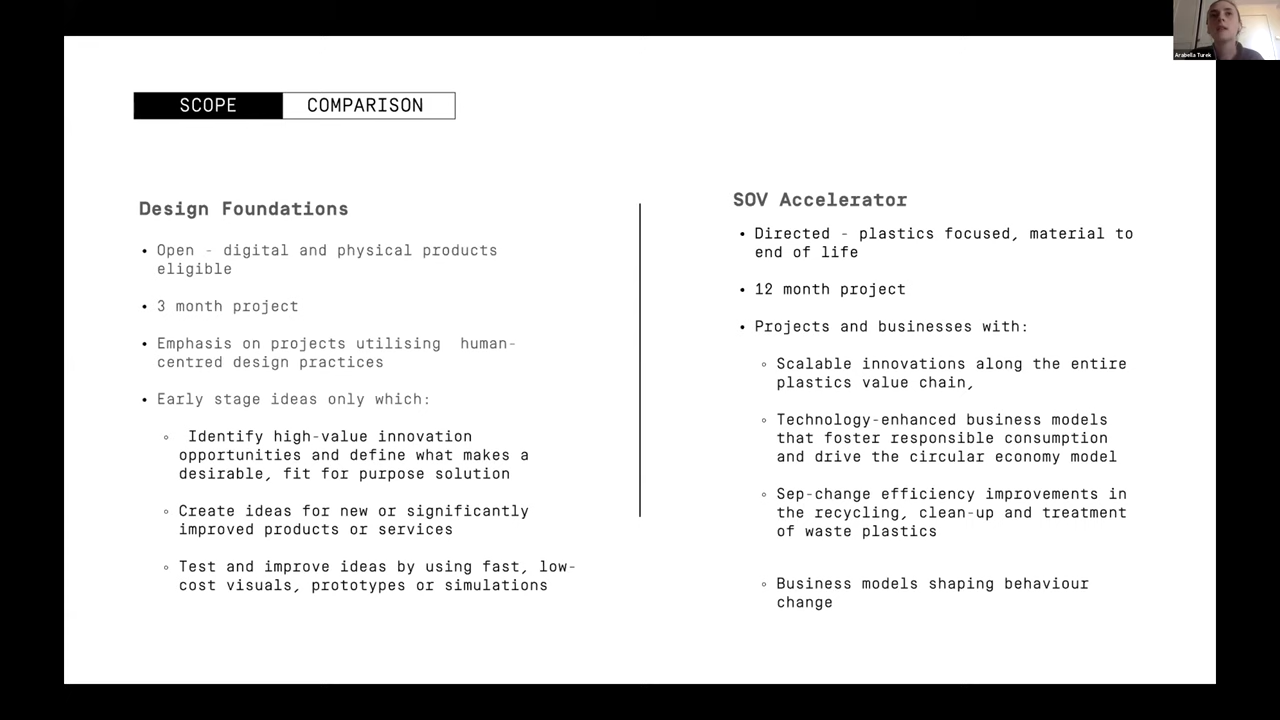 Arabella Turek
SCOPE COMPARISON
Design Foundations
• Open - digital and physical products
eligible
• 3 month project
• Emphasis on projects utilising  human-
centred design practices
• Early stage ideas only which:
◦  Identify high-value innovation
opportunities and define what makes a
desirable, fit for purpose solution
◦ Create ideas for new or significantly
improved products or services
◦ Test and improve ideas by using fast, low-
cost visuals, prototypes or simulations
SOV Accelerator
• Directed - plastics focused, material to
end of life
• 12 month project
• Projects and businesses with:
◦ Scalable innovations along the entire
plastics value chain,
◦ Technology-enhanced business models
that foster responsible consumption
and drive the circular economy model
◦ Sep-change efficiency improvements in
the recycling, clean-up and treatment
of waste plastics
◦ Business models shaping behaviour
change